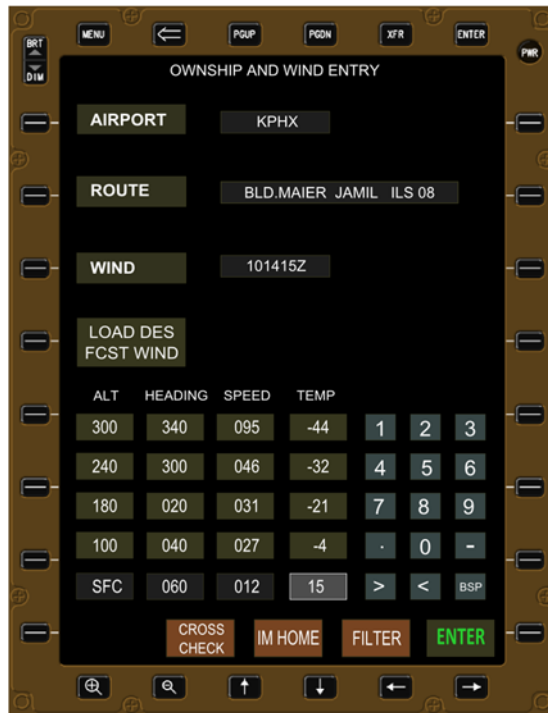 BRT
DIM
MENU
PGUP
PGDN
XFR
ENTER
PWR
OWNSHIP AND WIND ENTRY
AIRPORT KPHX
ROUTE BLD.MAIER JAMIL ILS 08
WIND 101415Z
LOAD DES
FCST WIND
ALT HEADING SPEED TEMP
300 340 095 -44 1 2 3
240 300 046 -32 4 5 6
180 020 031 -21 7 8 9
100 040 027 -4 . 0 -
SFC 060 012 15 > < BSP
CROSS
CHECK
IM HOME
FILTER
ENTER